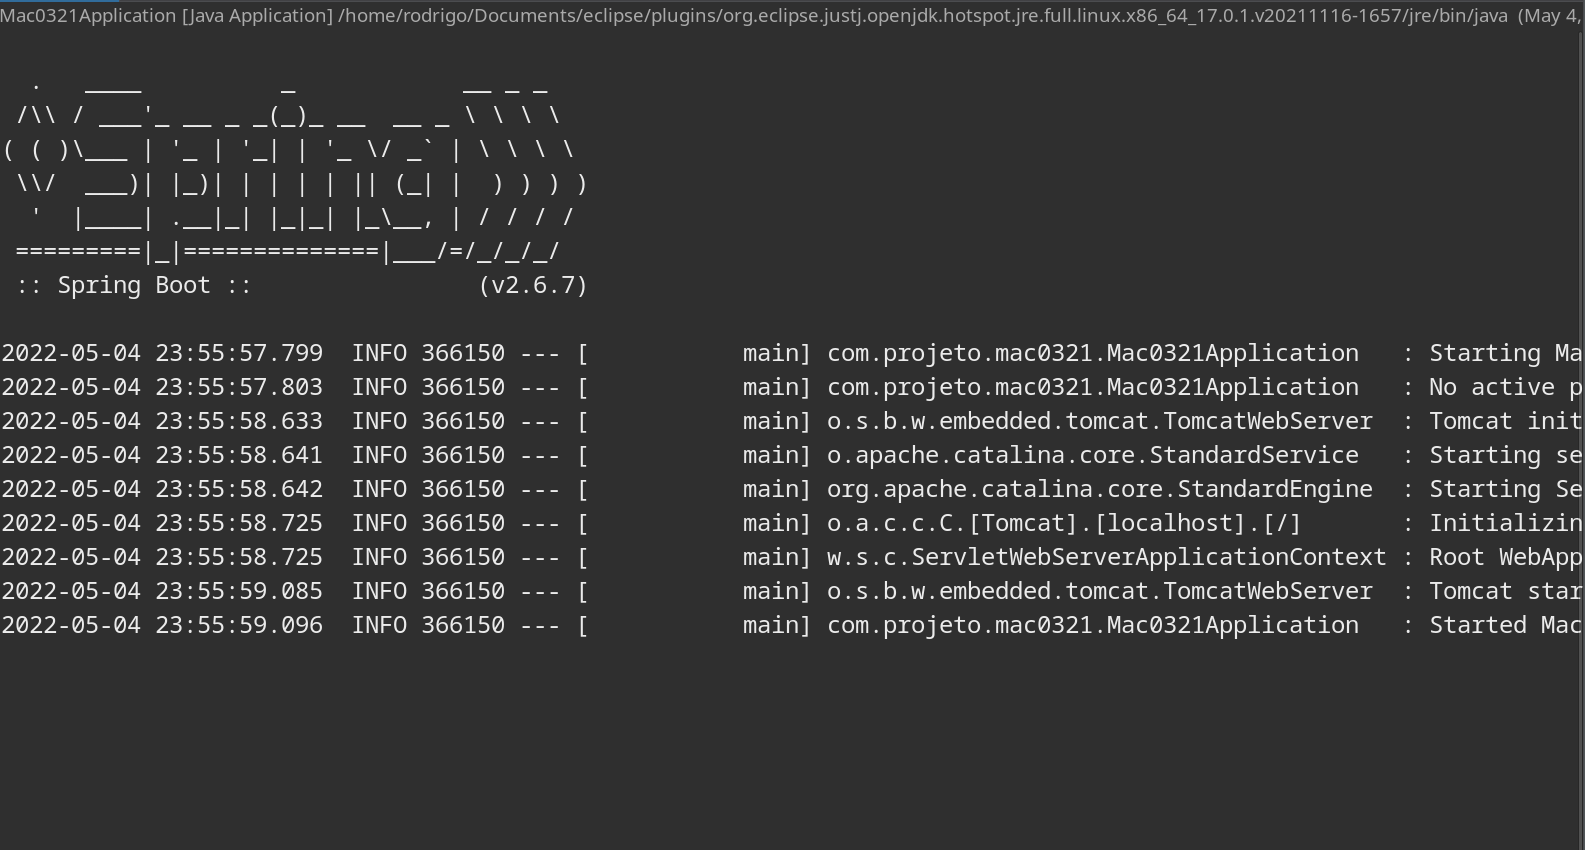 Mac0321Application [Java Application] /home/rodrigo/Documents/eclipse/plugins/org.eclipse.justj.openjdk.hotspot.jre.full.linux.x86_64_17.0.1.v20211116-1657/jre/bin/java (May 4,
  .   ____          _            __ _ _
 /\\ / ___'_ __ _ _(_)_ __  __ _ \ \ \ \
( ( )\___ | '_ | '_| | '_ \/ _` | \ \ \ \
 \\/  ___)| |_)| | | | | || (_| |  ) ) ) )
  '  |____| .__|_| |_|_| |_\__, | / / / /
 =========|_|==============|___/=/_/_/_/
 :: Spring Boot ::                (v2.6.7)
2022-05-04 23:55:57.799  INFO 366150 --- [           main] com.projeto.mac0321.Mac0321Application   : Starting Ma
2022-05-04 23:55:57.803  INFO 366150 --- [           main] com.projeto.mac0321.Mac0321Application   : No active p
2022-05-04 23:55:58.633  INFO 366150 --- [           main] o.s.b.w.embedded.tomcat.TomcatWebServer  : Tomcat init
2022-05-04 23:55:58.641  INFO 366150 --- [           main] o.apache.catalina.core.StandardService   : Starting se
2022-05-04 23:55:58.642  INFO 366150 --- [           main] org.apache.catalina.core.StandardEngine  : Starting Se
2022-05-04 23:55:58.725  INFO 366150 --- [           main] o.a.c.c.C.[Tomcat].[localhost].[/]       : Initializin
2022-05-04 23:55:58.725  INFO 366150 --- [           main] w.s.c.ServletWebServerApplicationContext : Root WebApp
2022-05-04 23:55:59.085  INFO 366150 --- [           main] o.s.b.w.embedded.tomcat.TomcatWebServer  : Tomcat star
2022-05-04 23:55:59.096  INFO 366150 --- [           main] com.projeto.mac0321.Mac0321Application   : Started Mac